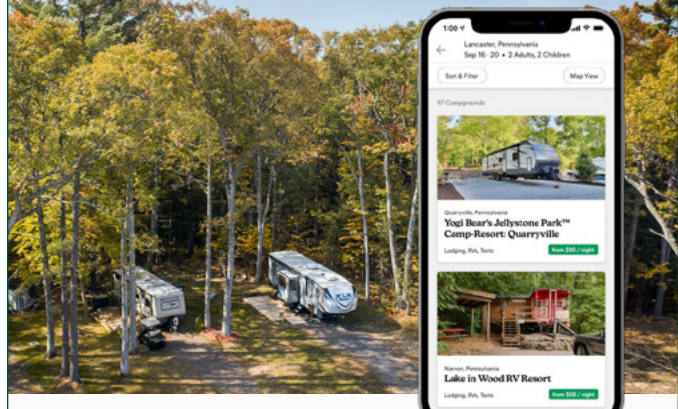 1:00
Lancaster, Pennsylvania
Sep 16 - 20 • 2 Adults, 2 Children
Sort & Filter
Map View
97 Campgrounds
Quarryville, Pennsylvania
Yogi Bear's Jellystone Park™
Camp-Resort: Quarryville
Lodging, RVs, Tents
from $90 / night
Narvon, Pennsylvania
Lake in Wood RV Resort
Lodging, RVs, Tents
from $58 / night